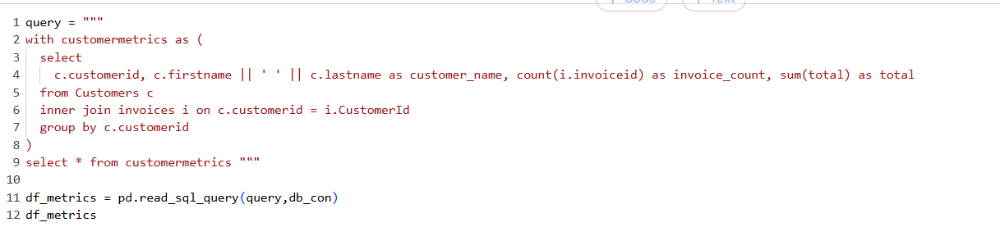 Code
Text
1 query = """
2 with customermetrics as (
3 select
4 c.customerid, c.firstname || ' ' || c.lastname as customer_name, count(i.invoiceid) as invoice_count, sum(total) as total
5 from Customers c
6 inner join invoices i on c.customerid = i.CustomerId
7 group by c.customerid
8 )
9 select * from customermetrics """
10
11 df_metrics = pd.read_sql_query(query,db_con)
12 df_metrics